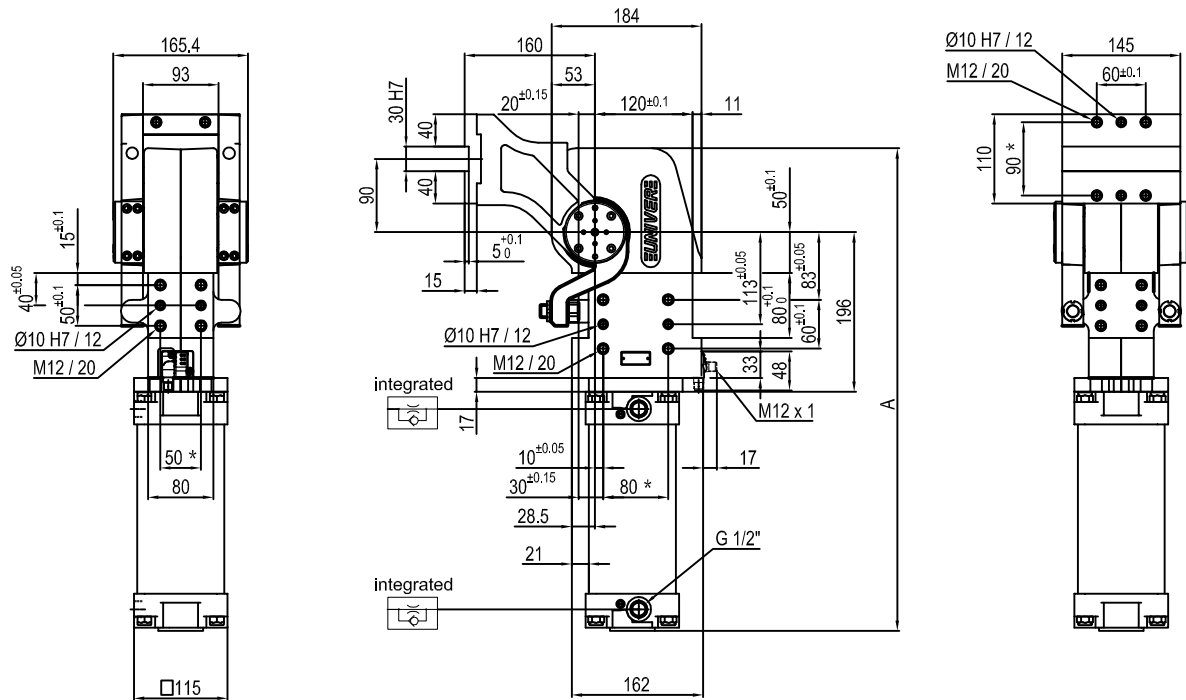 165.4
93
15±0.1
40±0.05
50±0.1
Ø10 H7 / 12
M12 / 20
50 *
80
□115
184
160
53
20±0.15
120±0.1
11
30 H7
40
90
40
5 +0.1 0
15
UNIVER
50±0.1
113±0.05
83±0.05
80 +0.1 0
60±0.1
196
Ø10 H7 / 12
M12 / 20
33
48
integrated
17
M12 x 1
A
10±0.05
17
30±0.15
80 *
28.5
21
G 1/2"
integrated
162
Ø10 H7 / 12
145
M12 / 20
60±0.1
110
90 *